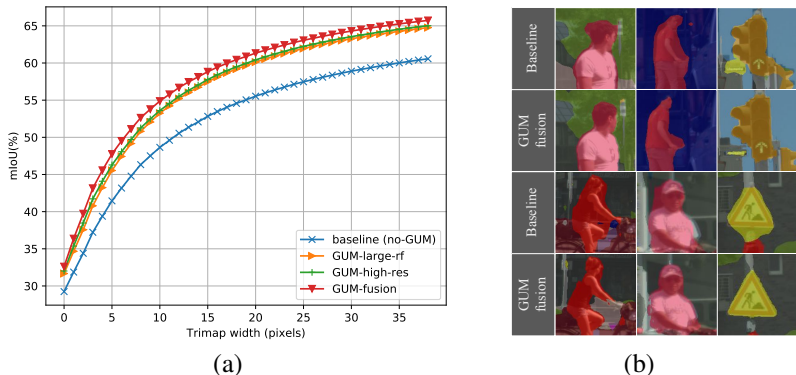 65
60
55
50
45
40
35
30
mIoU(%)
0
5
10
15
20
25
30
35
Trimap width (pixels)
baseline (no-GUM)
GUM-large-rf
GUM-high-res
GUM-fusion
(a)
Baseline
GUM
fusion
Baseline
GUM
fusion
(b)